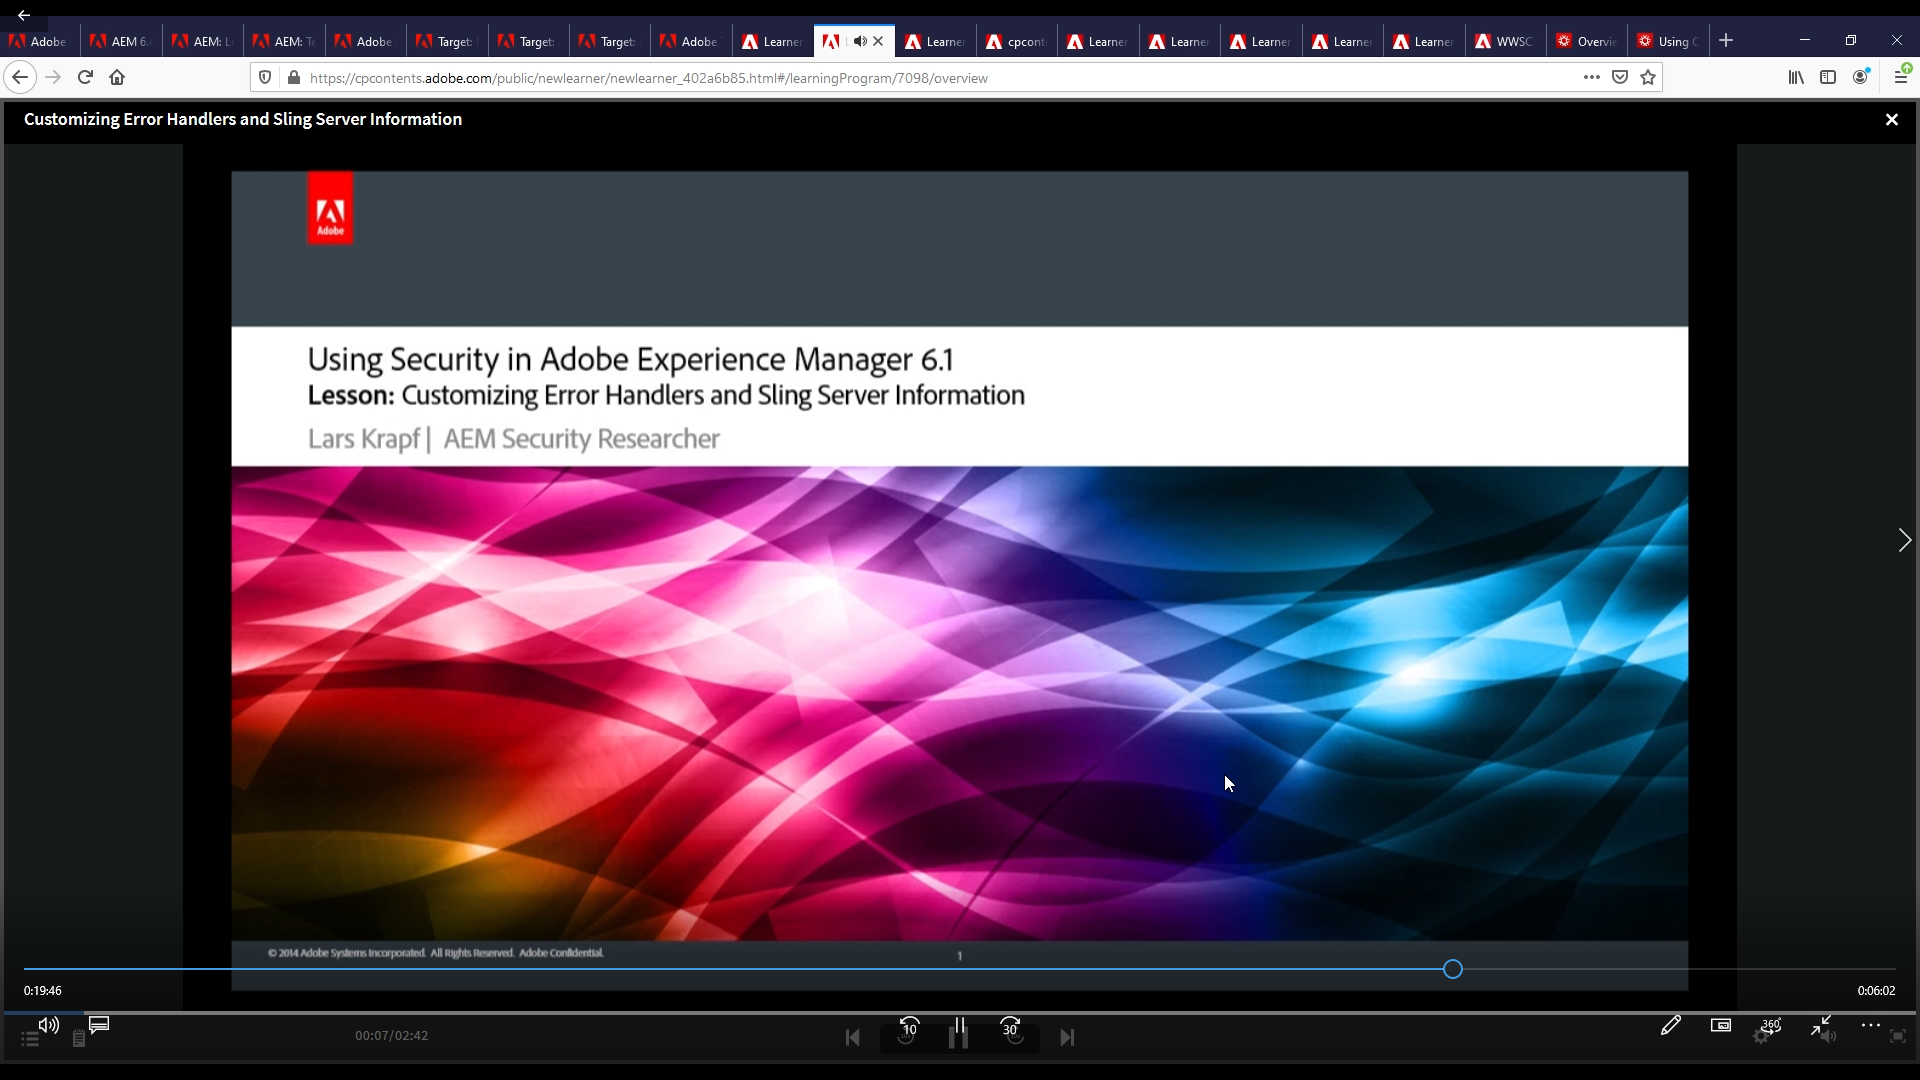 Adobe
AEM 6.
AEM: L
AEM: Te
Adobe
Target:
Target:
Target:
Adobe
Learner
Learner
cpcont
Learner
Learner
Learner
Learner
Learner
WWSC
Overvie
Using C
https://cpcontents.adobe.com/public/newlearner/newlearner_402a6b85.html#/learningProgram/7098/overview
Customizing Error Handlers and Sling Server Information
Adobe
Using Security in Adobe Experience Manager 6.1
Lesson: Customizing Error Handlers and Sling Server Information
Lars Krapf | AEM Security Researcher
© 2014 Adobe Systems Incorporated. All Rights Reserved. Adobe Confidential.
1
0:19:46
0:06:02
00:07/02:42
10
30
360